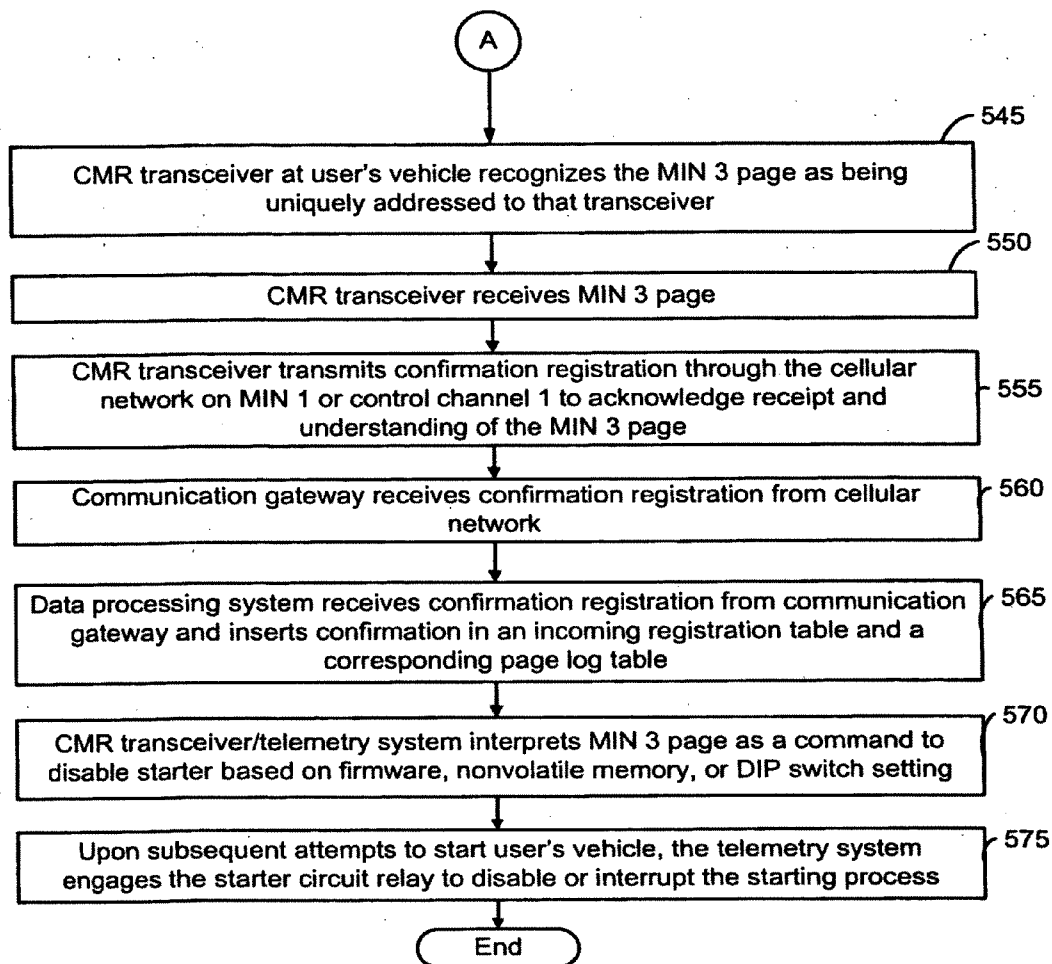 A
545
CMR transceiver at user's vehicle recognizes the MIN 3 page as being
uniquely addressed to that transceiver
550
CMR transceiver receives MIN 3 page
CMR transceiver transmits confirmation registration through the cellular
network on MIN 1 or control channel 1 to acknowledge receipt and
understanding of the MIN 3 page
555
Communication gateway receives confirmation registration from cellular
network
560
Data processing system receives confirmation registration from communication
gateway and inserts confirmation in an incoming registration table and a
corresponding page log table
565
CMR transceiver/telemetry system interprets MIN 3 page as a command to
disable starter based on firmware, nonvolatile memory, or DIP switch setting
570
Upon subsequent attempts to start user's vehicle, the telemetry system
engages the starter circuit relay to disable or interrupt the starting process
575
End